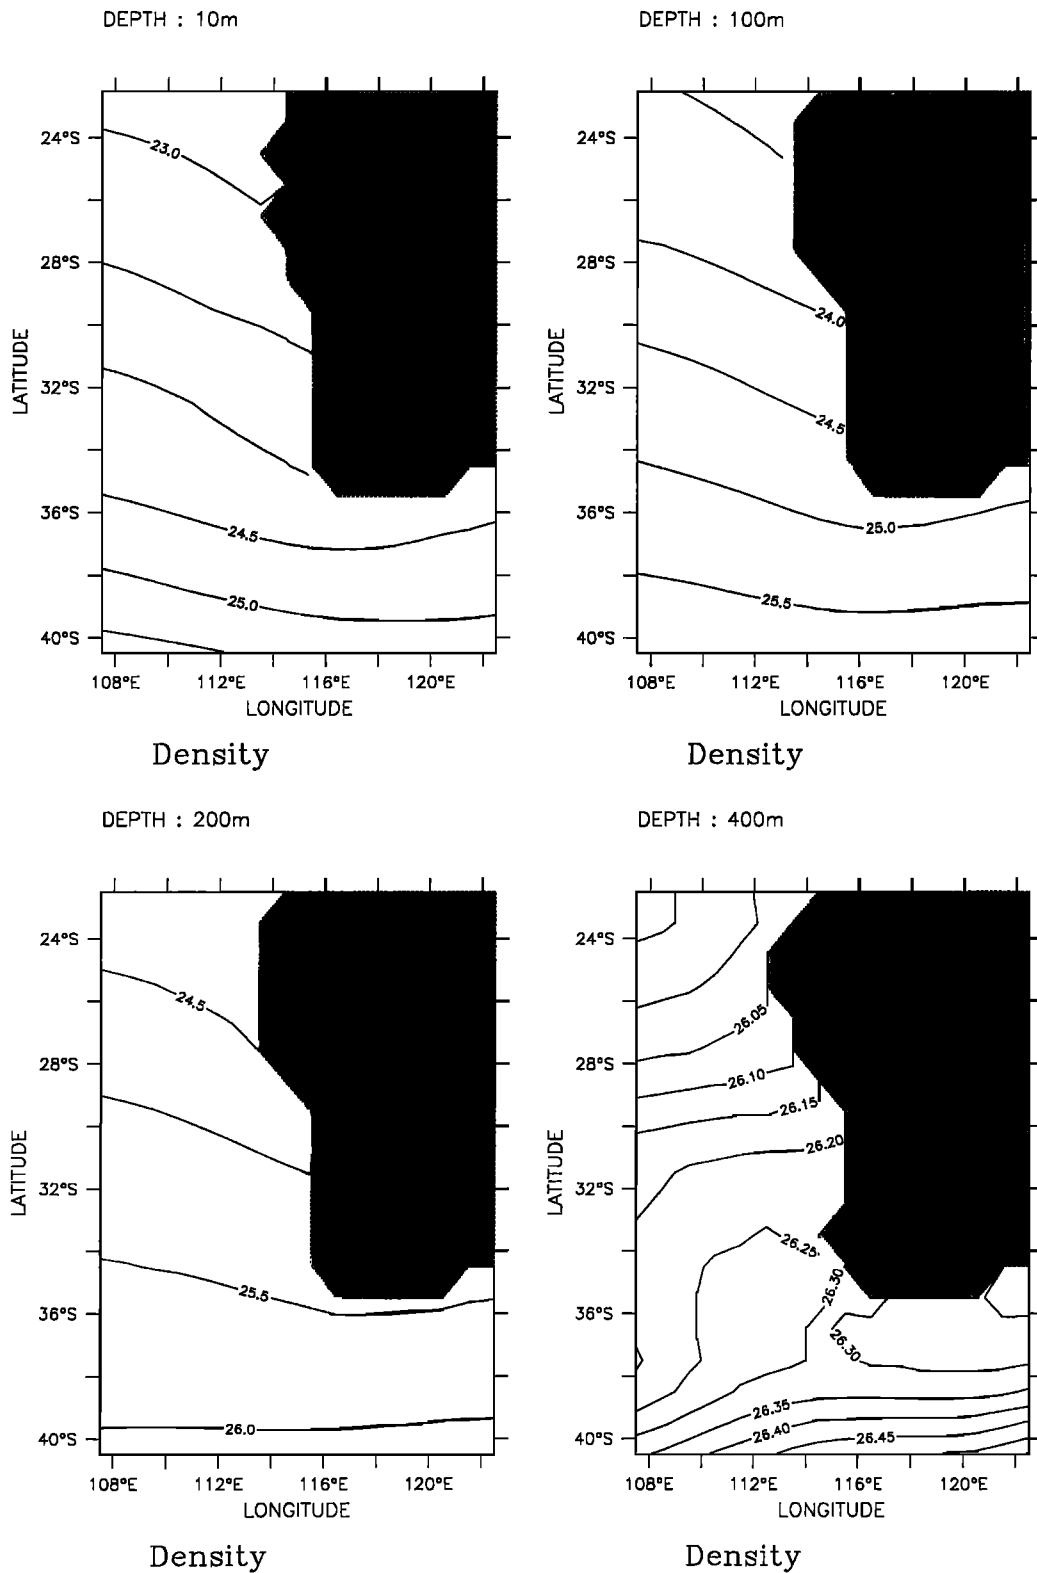 DEPTH : 10m
DEPTH : 100m
24°S
28°S
32°S
36°S
40°S
LATITUDE
23.0
24.5
25.0
108°E 112°E 116°E 120°E
LONGITUDE
Density
24°S
28°S
32°S
36°S
40°S
LATITUDE
24.0
24.5
25.0
25.5
108°E 112°E 116°E 120°E
LONGITUDE
Density
DEPTH : 200m
DEPTH : 400m
24°S
28°S
32°S
36°S
40°S
LATITUDE
24.5
25.5
26.0
108°E 112°E 116°E 120°E
LONGITUDE
Density
24°S
28°S
32°S
36°S
40°S
LATITUDE
26.05
26.10
26.15
26.20
26.25
26.30
26.30
26.35
26.40
26.45
108°E 112°E 116°E 120°E
LONGITUDE
Density